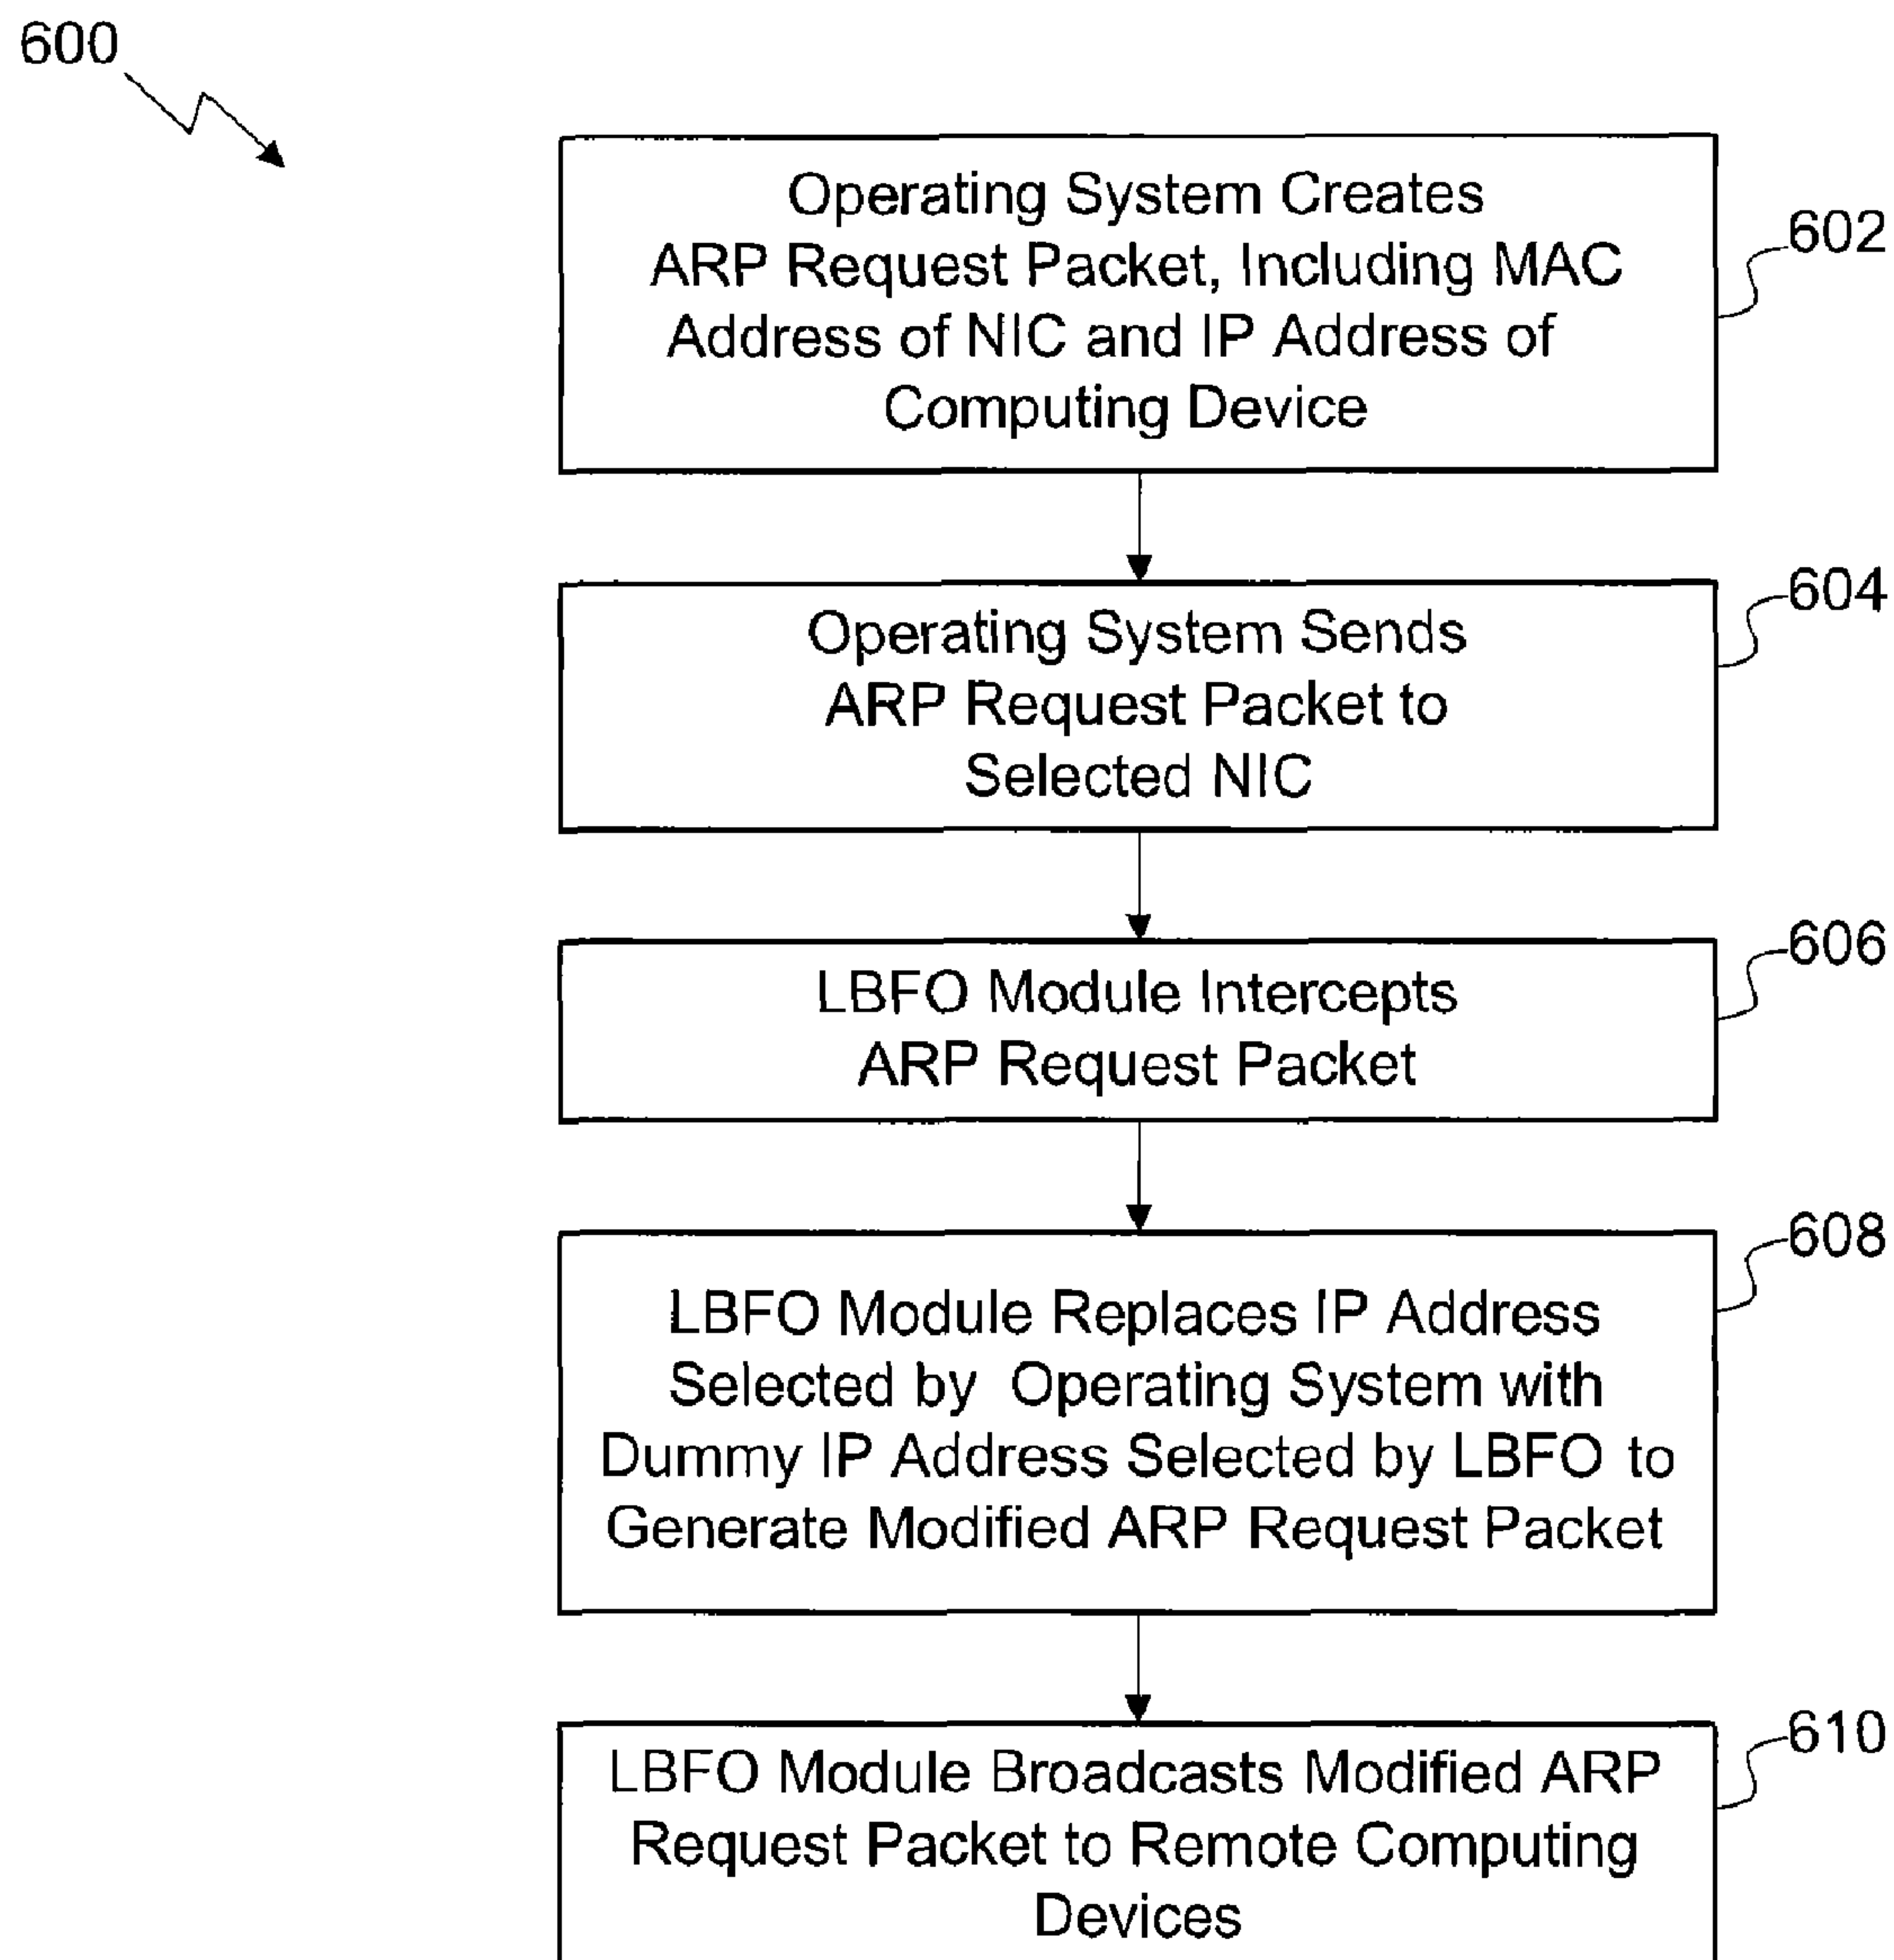 600
Operating System Creates
ARP Request Packet, Including MAC
Address of NIC and IP Address of
Computing Device
602
Operating System Sends
ARP Request Packet to
Selected NIC
604
LBFO Module Intercepts
ARP Request Packet
606
LBFO Module Replaces IP Address
Selected by Operating System with
Dummy IP Address Selected by LBFO to
Generate Modified ARP Request Packet
608
LBFO Module Broadcasts Modified ARP
Request Packet to Remote Computing
Devices
610